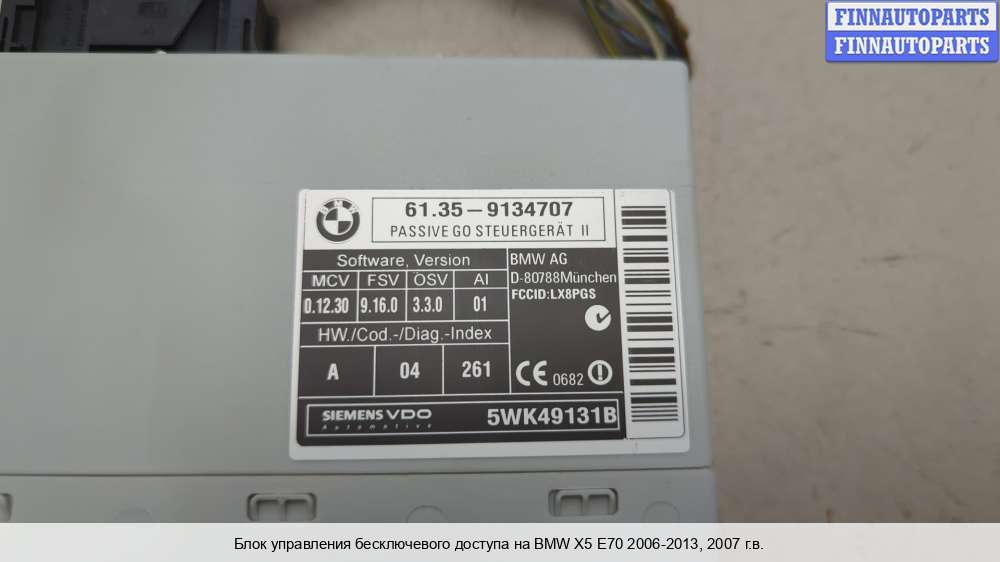 FINNAUTOPARTS
FINNAUTOPARTS
BMW
61.35-9134707
PASSIVE GO STEUERGERÄT II
Software, Version
MCV FSV ÖSV AI
0.12.30 9.16.0 3.3.0 01
HW./Cod.-/Diag.-Index
A 04 261
BMW AG
D-80788München
FCCID:LX8PGS
CE 0682
SIEMENS VDO
Automotive
5WK49131B
Блок управления бесключевого доступа на BMW X5 E70 2006-2013, 2007 г.в.